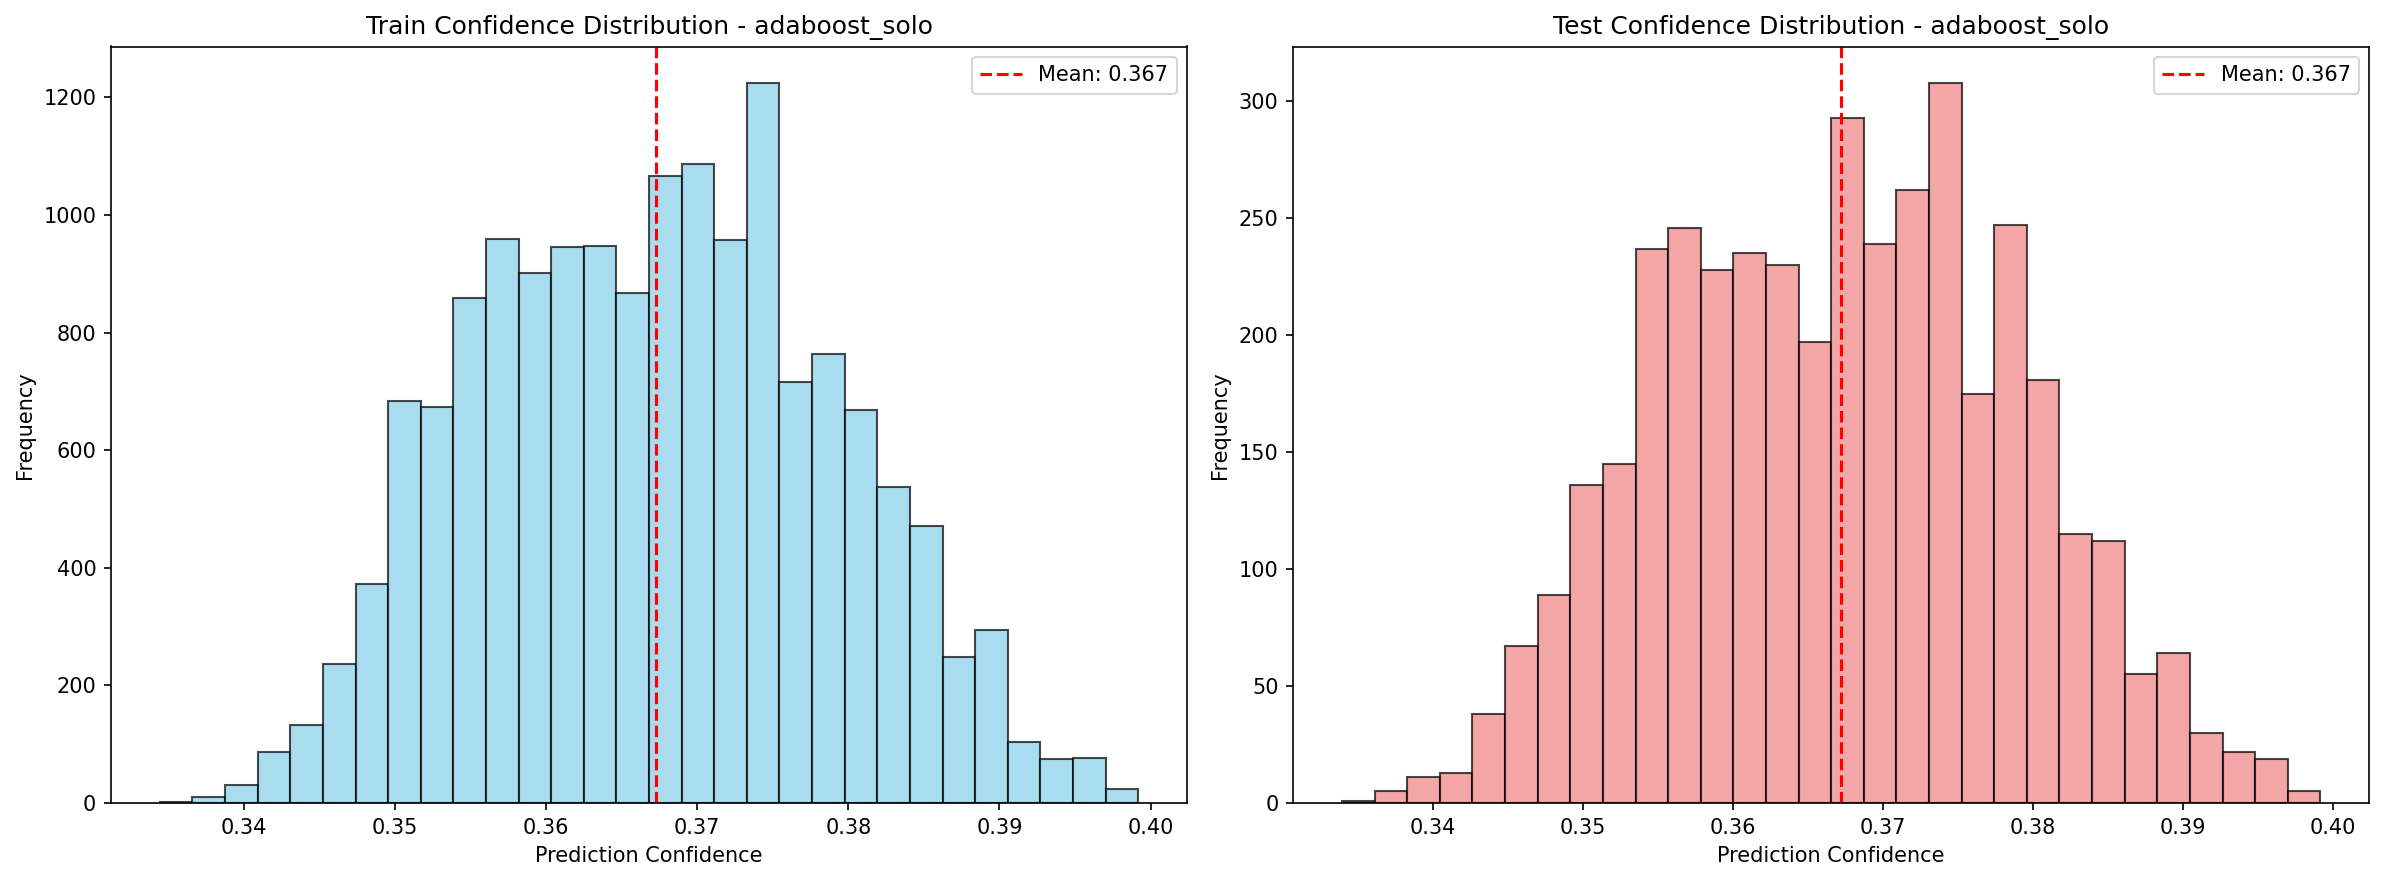 Train Confidence Distribution - adaboost_solo
Mean: 0.367
1200
1000
800
600
400
200
0
Frequency
0.34 0.35 0.36 0.37 0.38 0.39 0.40
Prediction Confidence
Test Confidence Distribution - adaboost_solo
Mean: 0.367
300
250
200
150
100
50
0
Frequency
0.34 0.35 0.36 0.37 0.38 0.39 0.40
Prediction Confidence